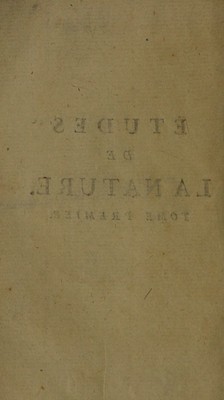 ÉTUDES
DE
LA NATURE.
TOME PREMIER.